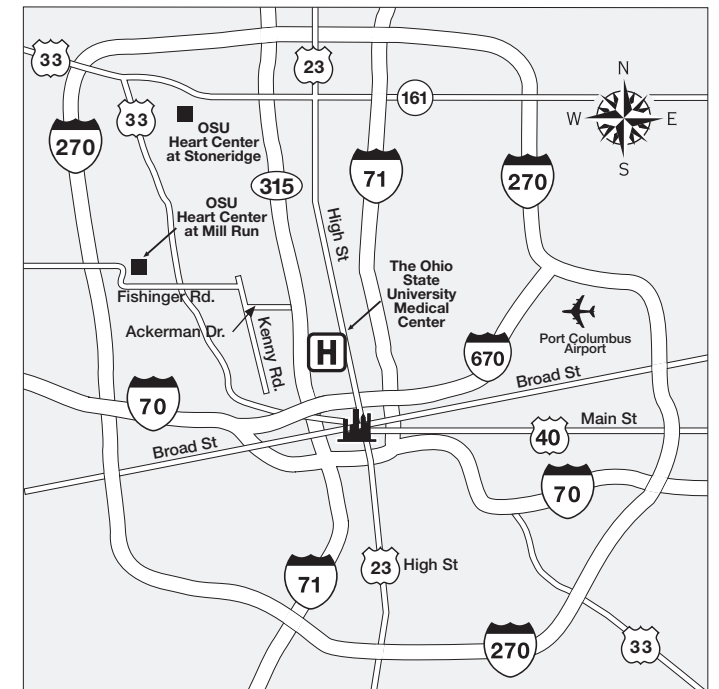 33
23
N
161
W
E
33
OSU
Heart Center
at Stoneridge
S
270
71
270
315
OSU
Heart Center
at Mill Run
High St
The Ohio
State
University
Medical
Center
Fishinger Rd.
Ackerman Dr.
Kenny Rd.
H
Port Columbus
Airport
670
Broad St
70
Main St
40
Broad St
70
23
High St
71
270
33